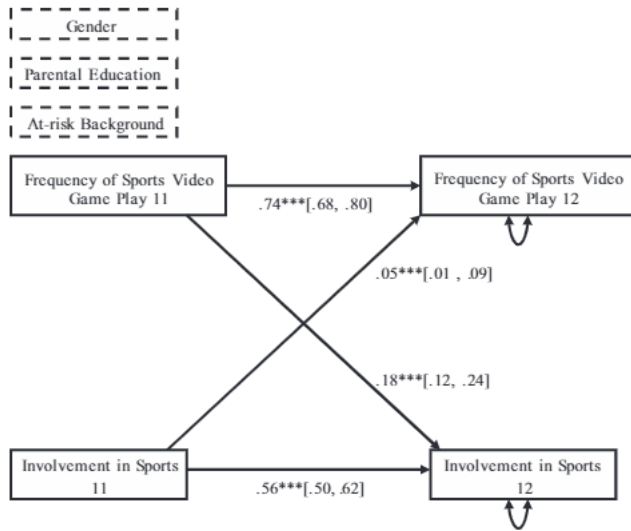 Gender
Parental Education
At-risk Background
Frequency of Sports Video
Game Play 11
Frequency of Sports Video
Game Play 12
.74***[.68, .80]
.05***[.01 , .09]
.18***[.12, .24]
Involvement in Sports
11
Involvement in Sports
12
.56***[.50, .62]